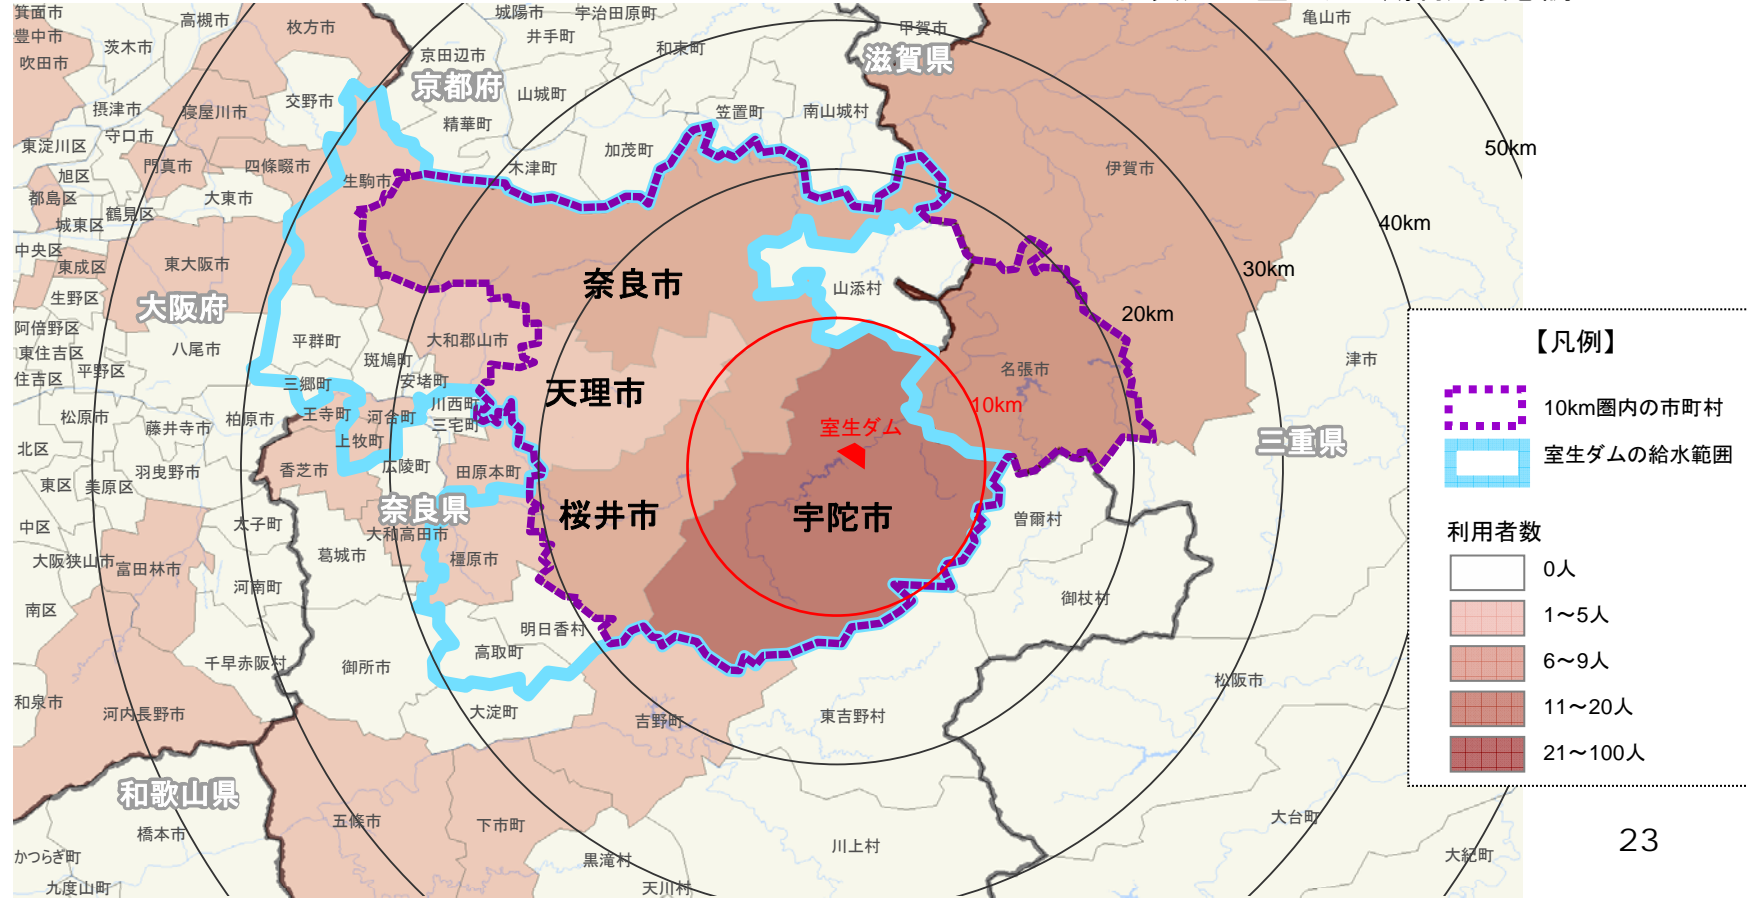 箕面市
高槻市
枚方市
城陽市
宇治田原町
甲賀市
亀山市
豊中市
茨木市
京田辺市
井手町
和束町
滋賀県
吹田市
京都府
摂津市
寝屋川市
交野市
山城町
笠置町
南山城村
守口市
精華町
東淀川区
門真市
四條畷市
木津町
加茂町
伊賀市
50km
旭区
生駒市
都島区
鶴見区
大東市
城東区
40km
中央区
東成区
東大阪市
30km
生野区
大阪府
奈良市
山添村
20km
阿倍野区
平群町
大和郡山市
東住吉区
八尾市
斑鳩町
名張市
津市
住吉区
平野区
三郷町
安堵町
天理市
10km
松原市
藤井寺市
柏原市
王寺町
河合町
川西町
三宅町
室生ダム
三重県
北区
上牧町
羽曳野市
香芝市
広陵町
田原本町
東区
美原区
奈良県
桜井市
宇陀市
曽爾村
中区
太子町
大和高田市
大阪狭山市
富田林市
葛城市
橿原市
河南町
御杖村
南区
明日香村
千早赤阪村
御所市
高取町
松阪市
和泉市
河内長野市
大淀町
吉野町
東吉野村
和歌山県
橋本市
五條市
下市町
大台町
かつらぎ町
黒滝村
川上村
大紀町
九度山町
天川村
【凡例】
10km圏内の市町村
室生ダムの給水範囲
利用者数
0人
1～5人
6～9人
11～20人
21～100人
23